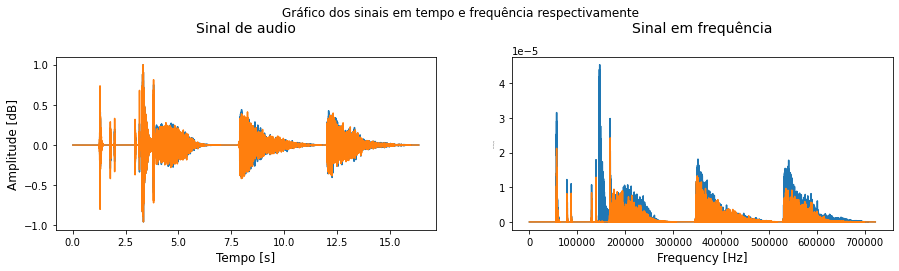 Gráfico dos sinais em tempo e frequência respectivamente
Sinal de audio
Sinal em frequência
1e−5
1.0
0.5
0.0
−0.5
−1.0
Amplitude [dB]
0.0 2.5 5.0 7.5 10.0 12.5 15.0
Tempo [s]
4
3
2
1
0
0 100000 200000 300000 400000 500000 600000 700000
Frequency [Hz]